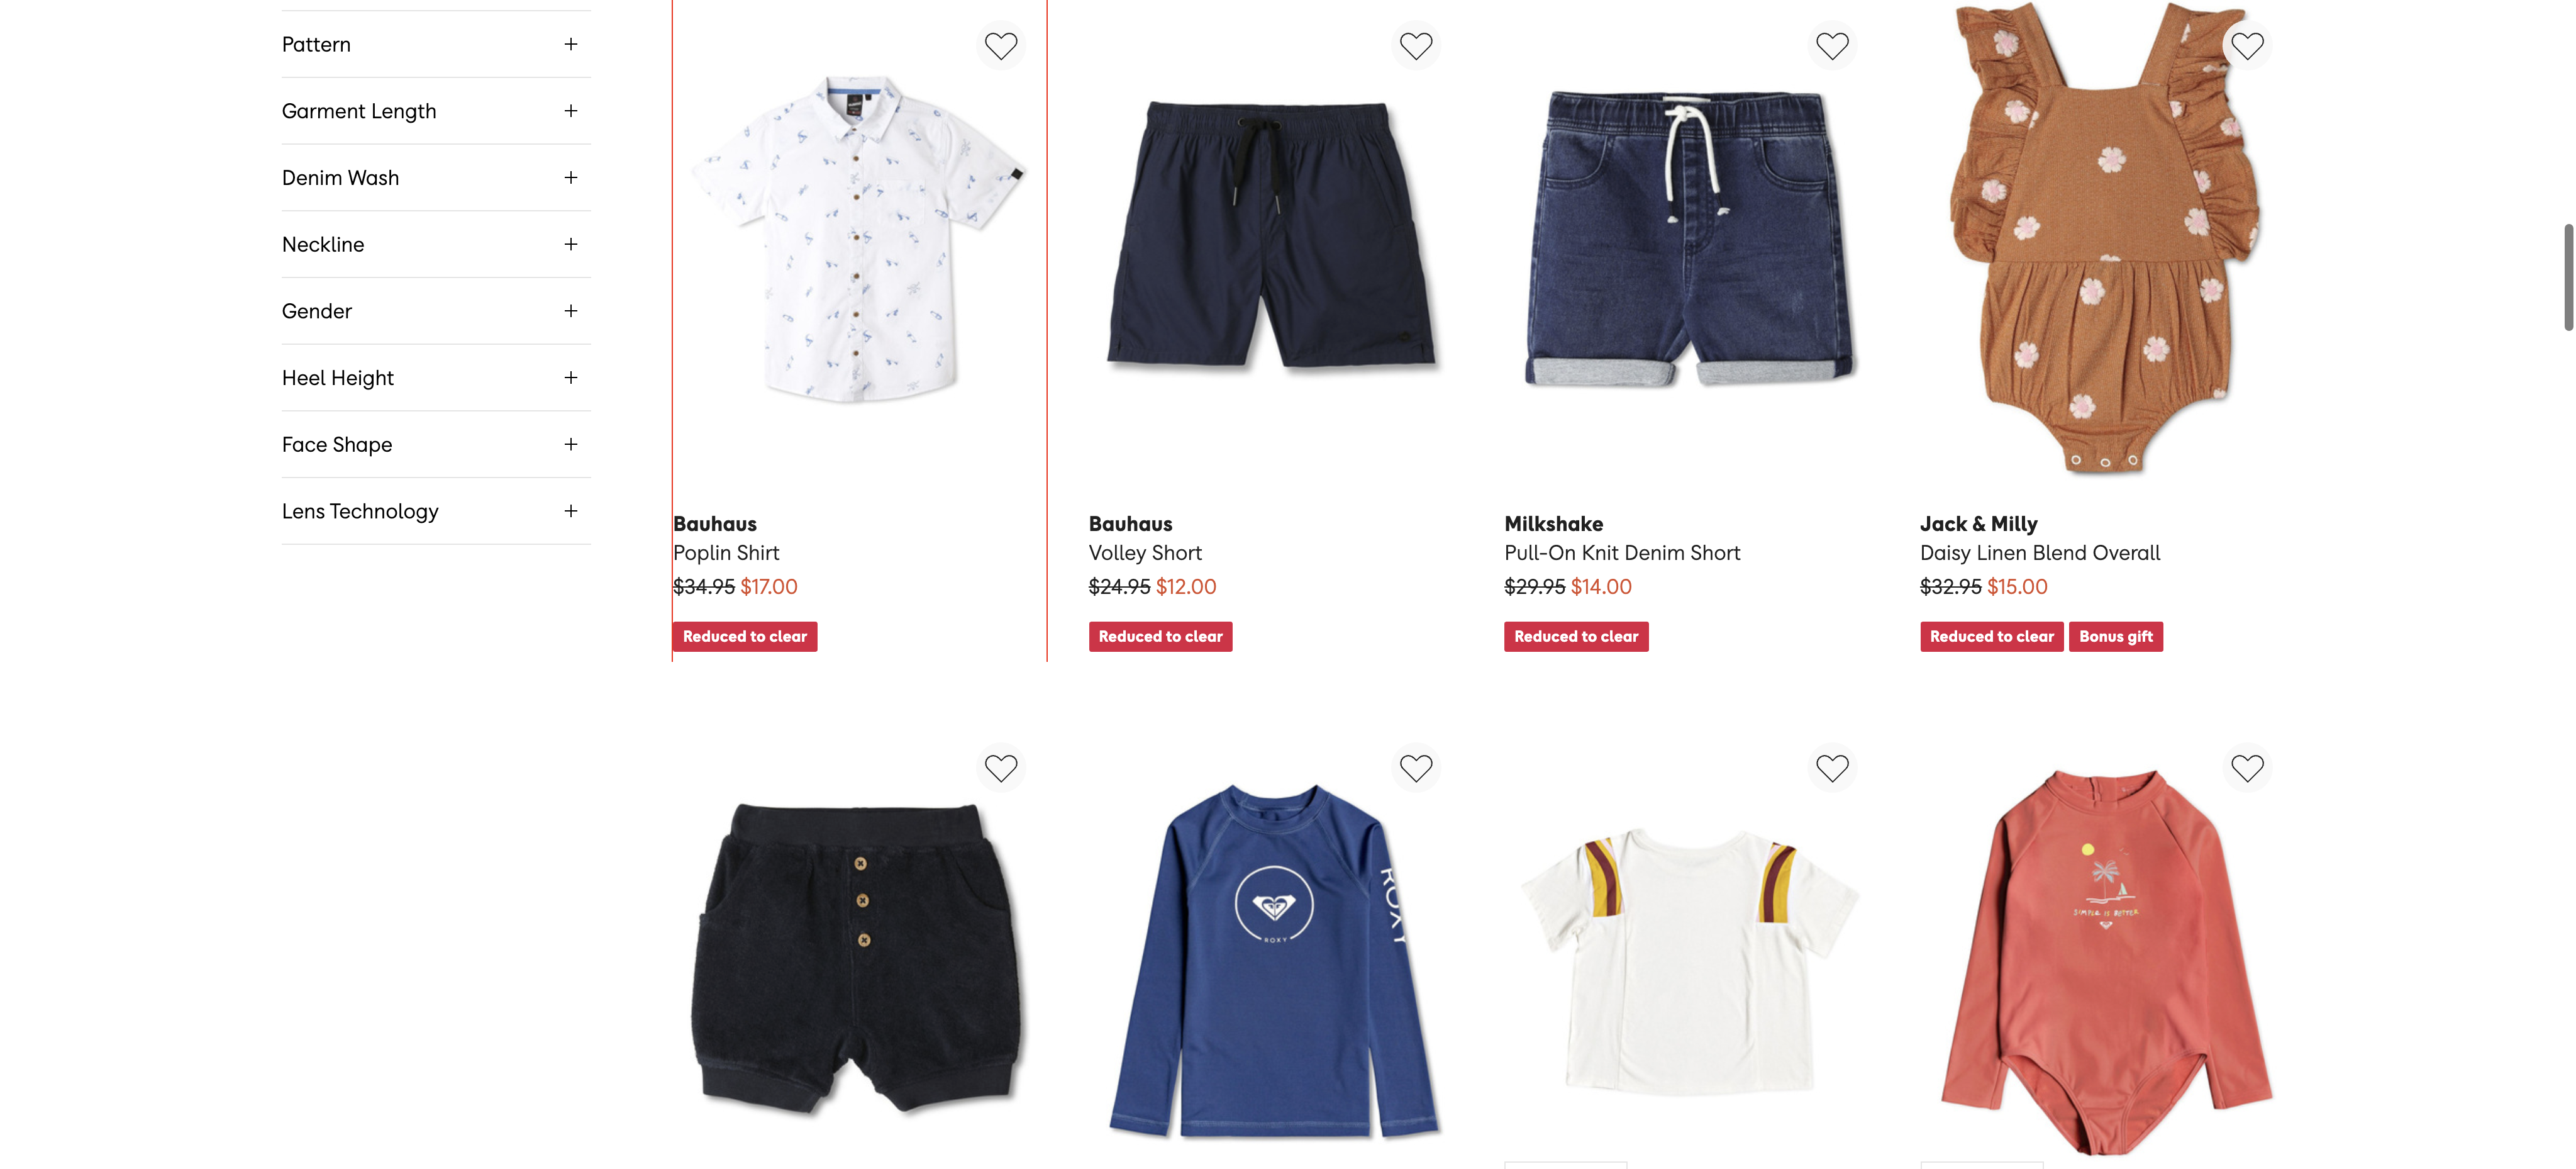 Pattern
Garment Length
Denim Wash
Neckline
Gender
Heel Height
Face Shape
Lens Technology
Bauhaus
Poplin Shirt
$34.95 $17.00
Reduced to clear
Bauhaus
Volley Short
$24.95 $12.00
Reduced to clear
Milkshake
Pull-On Knit Denim Short
$29.95 $14.00
Reduced to clear
Jack & Milly
Daisy Linen Blend Overall
$32.95 $15.00
Reduced to clear Bonus gift
ROXY
ROXY
SIMPLE IS BETTER